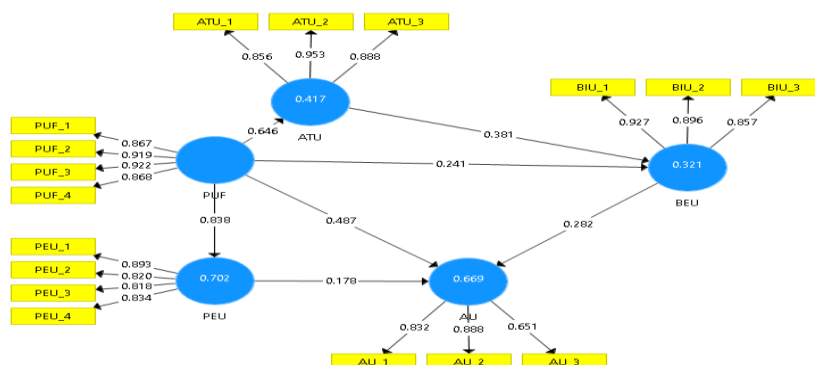 ATU_1 ATU_2 ATU_3
0.856 0.953 0.888
0.417
ATU
BIU_1 BIU_2 BIU_3
0.927 0.896 0.857
0.321
BEU
PUF_1
PUF_2
PUF_3
PUF_4
0.867
0.919
0.922
0.868
PUF
0.646
0.381
0.241
0.838
0.487
0.282
PEU_1
PEU_2
PEU_3
PEU_4
0.893
0.820
0.818
0.834
0.702
PEU
0.178
0.669
AU
0.832 0.888 0.651
AU_1 AU_2 AU_3